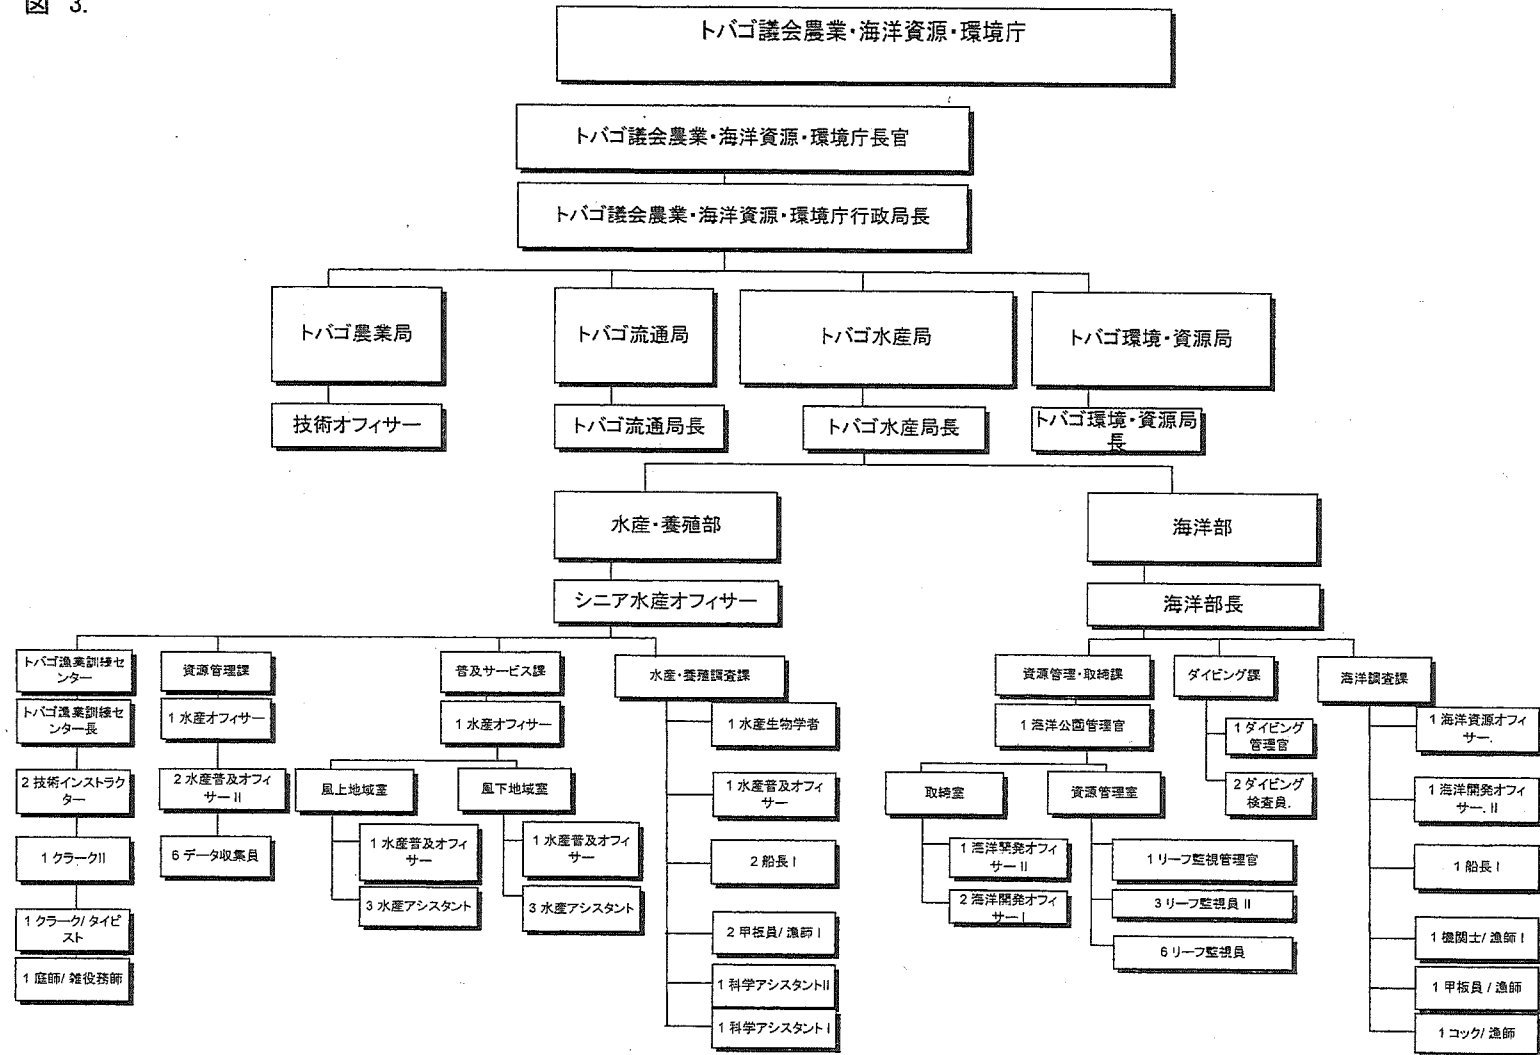 図 3.
トバゴ議会農業・海洋資源・環境庁
トバゴ議会農業・海洋資源・環境庁長官
トバゴ議会農業・海洋資源・環境庁行政局長
トバゴ農業局
トバゴ流通局
トバゴ水産局
トバゴ環境・資源局
技術オフィサー
トバゴ流通局長
トバゴ水産局長
トバゴ環境・資源局
長
水産・養殖部
海洋部
シニア水産オフィサー
海洋部長
トバゴ漁業訓練セ
ンター
資源管理課
普及サービス課
水産・養殖調査課
資源管理・取締課
ダイビング課
海洋調査課
トバゴ漁業訓練セ
ンター長
1 水産オフィサー
1 水産オフィサー
1 水産生物学者
1 海洋公園管理官
1 ダイビング
管理官
1 海洋資源オフィ
サー.
2 技術インストラク
ター
2 水産普及オフィ
サー II
風上地域室
風下地域室
1 水産普及オフィ
サー
取締室
資源管理室
2 ダイビング
検査員.
1 海洋開発オフィ
サー. II
1 クラークII
6 データ収集員
1 水産普及オフィ
サー
1 水産普及オフィ
サー
2 船長 I
1 海洋開発オフィ
サー II
1 リーフ監視管理官
1 船長 I
3 水産アシスタント
3 水産アシスタント
2 海洋開発オフィ
サー I
3 リーフ監視員 II
1 クラーク/ タイピ
スト
2 甲板員/ 漁師 I
6 リーフ監視員
1 機関士/ 漁師 I
1 庭師/ 雑役務師
1 科学アシスタントII
1 甲板員 / 漁師
1 科学アシスタント I
1 コック/ 漁師